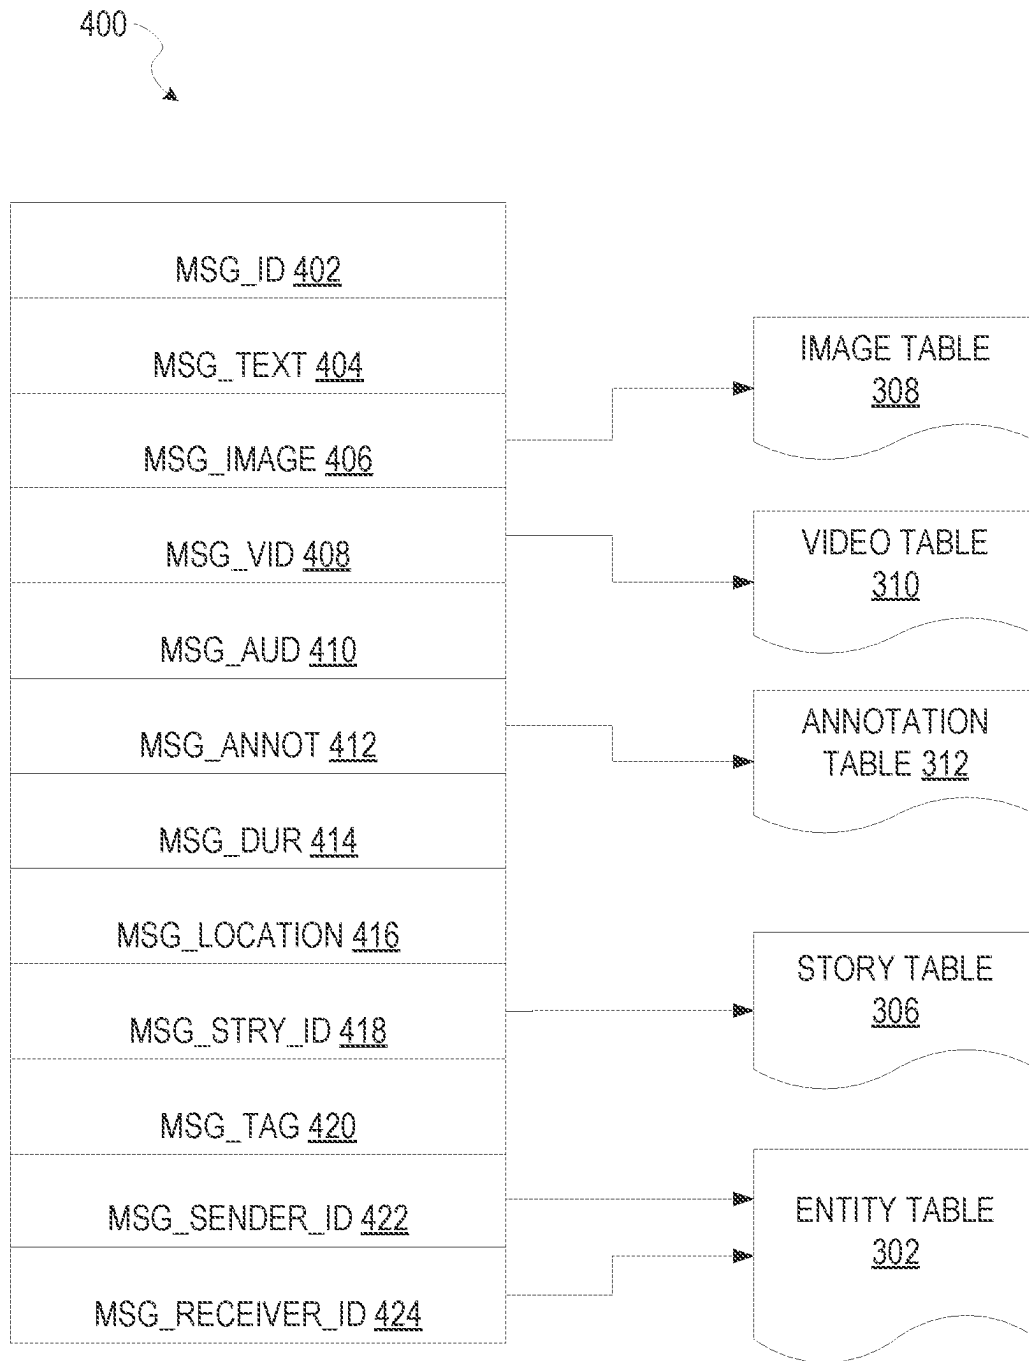 400
MSG_ID 402
MSG_TEXT 404
MSG_IMAGE 406
MSG_VID 408
MSG_AUD 410
MSG_ANNOT 412
MSG_DUR 414
MSG_LOCATION 416
MSG_STRY_ID 418
MSG_TAG 420
MSG_SENDER_ID 422
MSG_RECEIVER_ID 424
IMAGE TABLE
308
VIDEO TABLE
310
ANNOTATION
TABLE 312
STORY TABLE
306
ENTITY TABLE
302